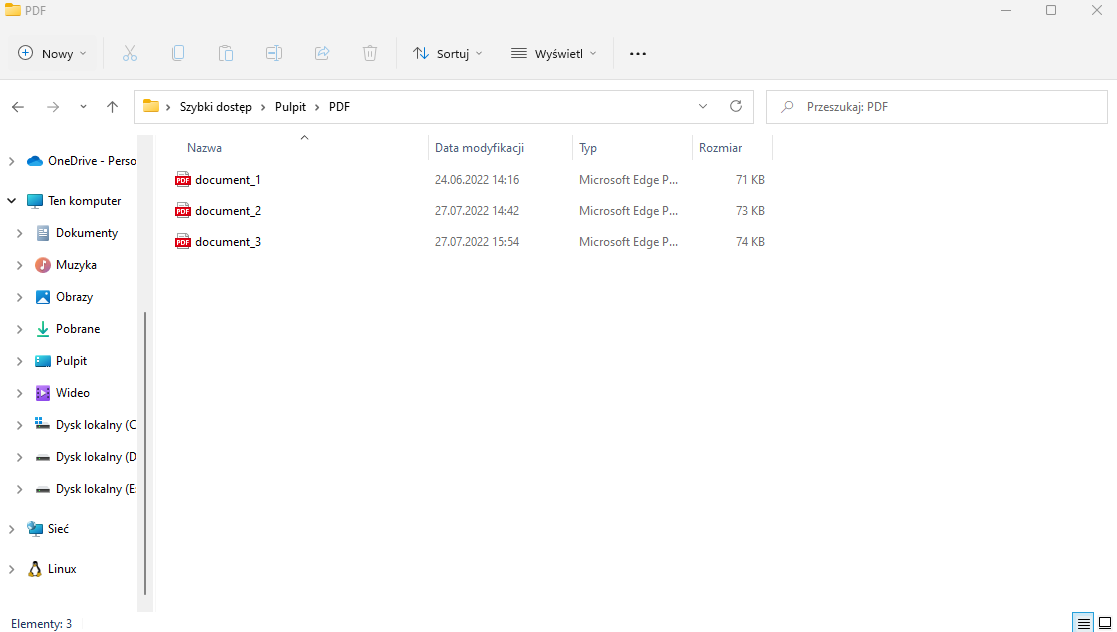 PDF
Nowy
Sortuj
Wyświetl
Szybki dostęp
Pulpit
PDF
Przeszukaj: PDF
OneDrive - Perso
Ten komputer
Dokumenty
Muzyka
Obrazy
Pobrane
Pulpit
Wideo
Dysk lokalny (C
Dysk lokalny (D
Dysk lokalny (E
Sieć
Linux
Nazwa Data modyfikacji Typ Rozmiar
PDF document_1 24.06.2022 14:16 Microsoft Edge P... 71 KB
PDF document_2 27.07.2022 14:42 Microsoft Edge P... 73 KB
PDF document_3 27.07.2022 15:54 Microsoft Edge P... 74 KB
Elementy: 3